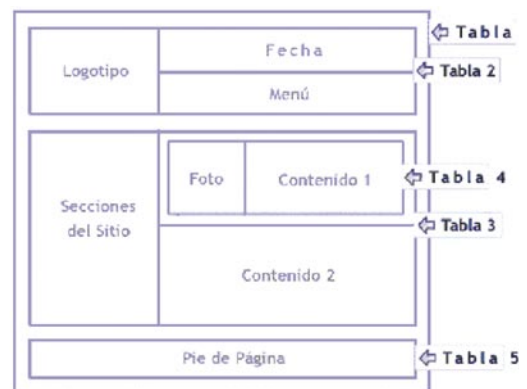 Tabla
Fecha
Logotipo
Tabla 2
Menú
Foto
Contenido 1
Tabla 4
Secciones
del Sitio
Tabla 3
Contenido 2
Pie de Página
Tabla 5